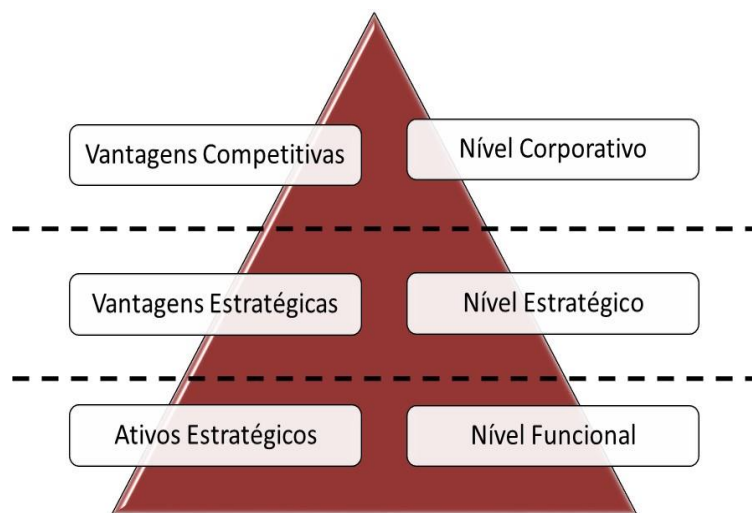 Vantagens Competitivas
Nível Corporativo
Vantagens Estratégicas
Nível Estratégico
Ativos Estratégicos
Nível Funcional